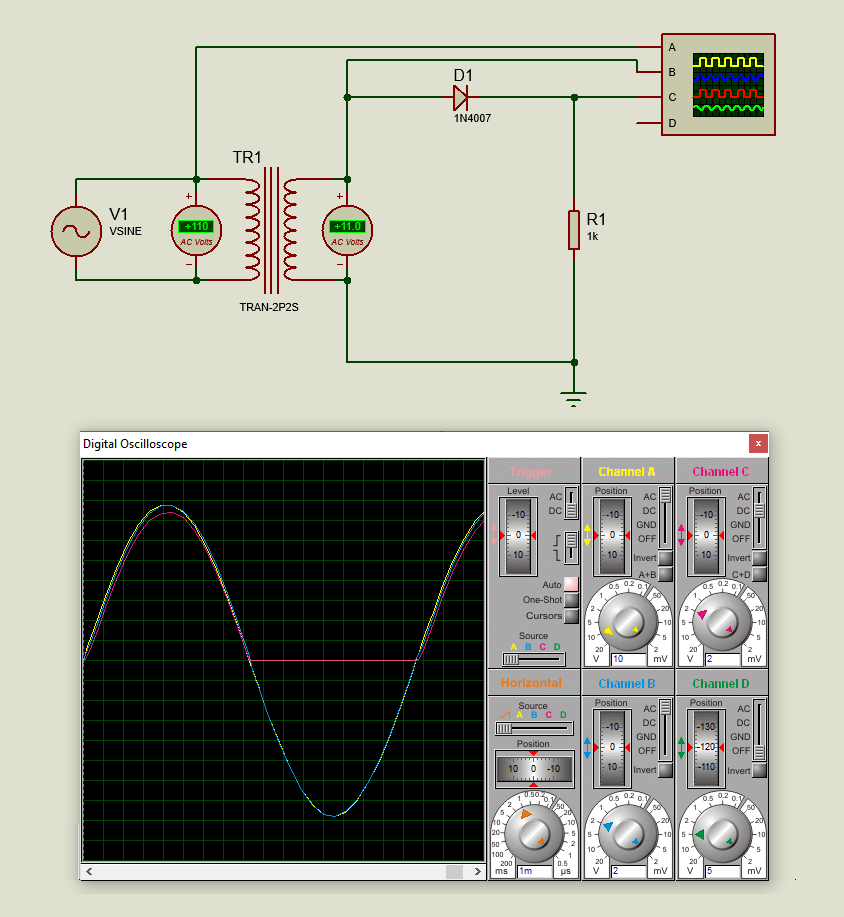 A
B
C
D
D1
1N4007
TR1
V1
VSINE
+
+110
AC Volts
−
+
+11.0
AC Volts
−
R1
1k
TRAN-2P2S
Digital Oscilloscope
x
Trigger
Level
-10
0
10
AC
DC
Auto
One-Shot
Cursors
Source
A B C D
Channel A
Position
-10
0
10
AC
DC
GND
OFF
Invert
A+B
V 10 mV
Channel C
Position
-10
0
10
AC
DC
GND
OFF
Invert
C+D
V 2 mV
Horizontal
Source
A B C D
Position
10 0 -10
ms 1m µs
Channel B
Position
-10
0
10
AC
DC
GND
OFF
Invert
V 2 mV
Channel D
Position
-130
-120
-110
AC
DC
GND
OFF
Invert
V 5 mV